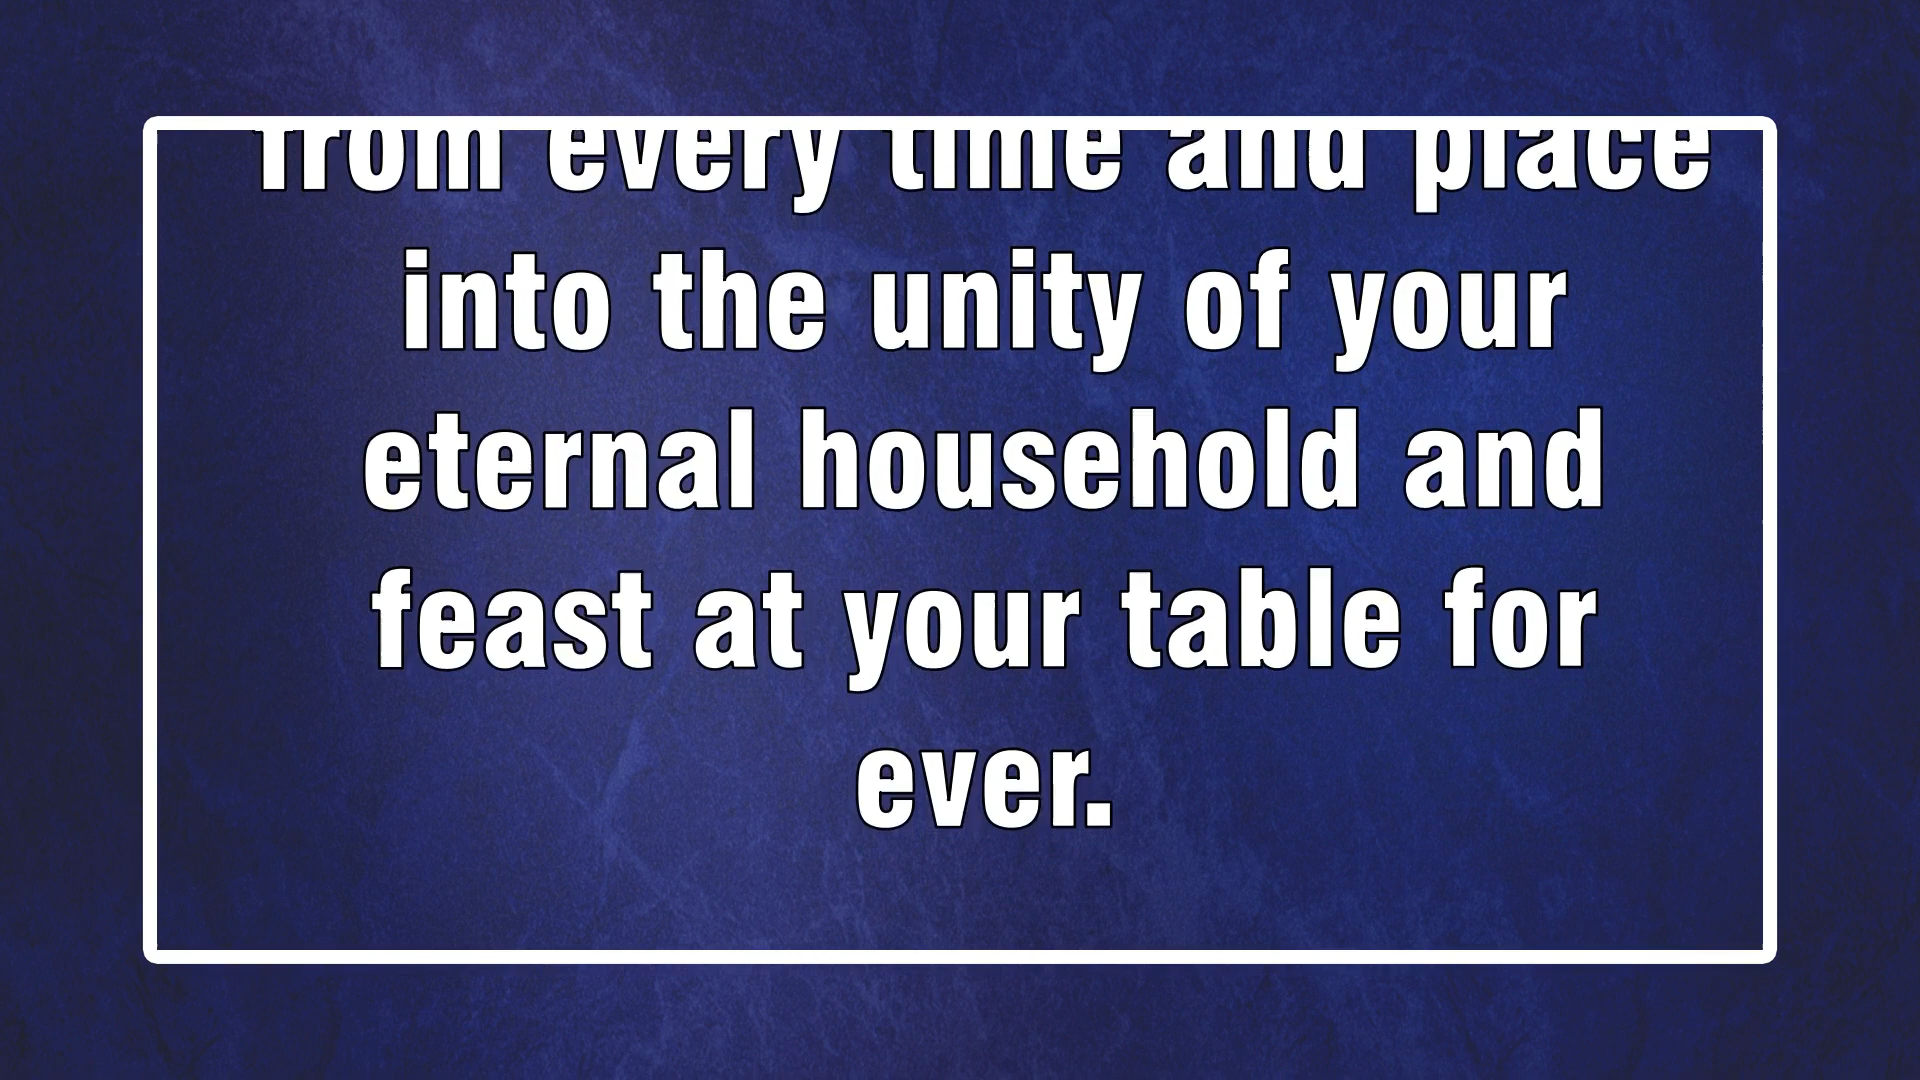 from every time and place
into the unity of your
eternal household and
feast at your table for
ever.